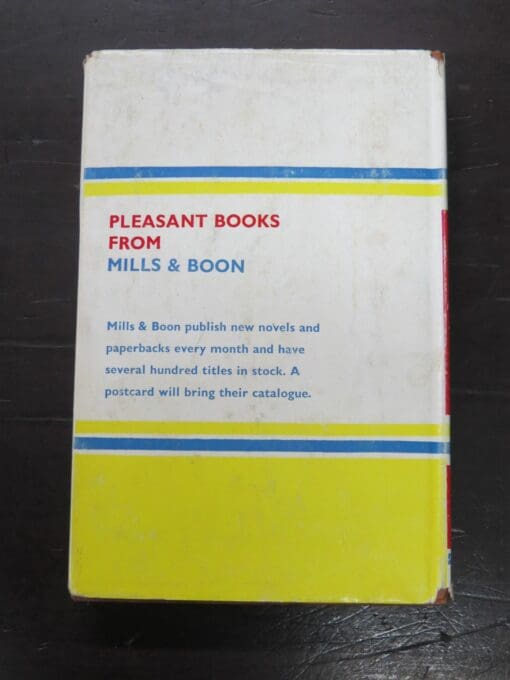 PLEASANT BOOKS
FROM
MILLS & BOON
Mills & Boon publish new novels and
paperbacks every month and have
several hundred titles in stock. A
postcard will bring their catalogue.